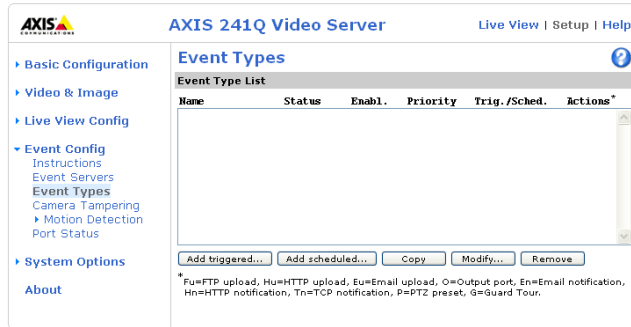 AXIS
COMMUNICATIONS
AXIS 241Q Video Server
Live View | Setup | Help
Basic Configuration
Video & Image
Live View Config
Event Config
Instructions
Event Servers
Event Types
Camera Tampering
Motion Detection
Port Status
System Options
About
Event Types
?
Event Type List
Name Status Enabl. Priority Trig./Sched. Actions*
Add triggered... Add scheduled... Copy Modify... Remove
*
Fu=FTP upload, Hu=HTTP upload, Eu=Email upload, O=Output port, En=Email notification,
Hn=HTTP notification, Tn=TCP notification, P=PTZ preset, G=Guard Tour.